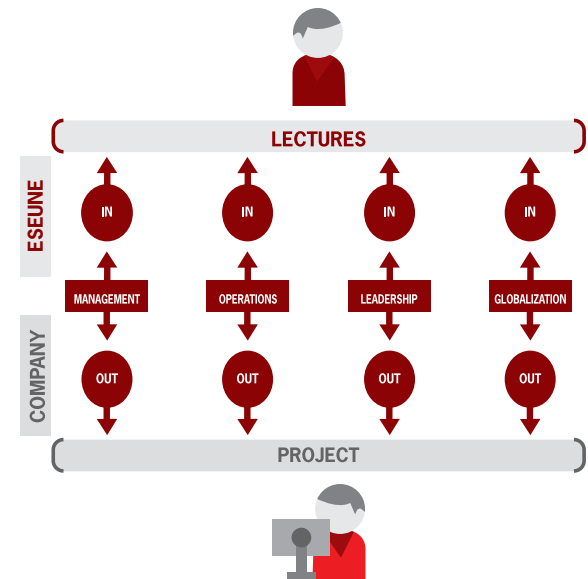 LECTURES
ESEUNE
IN IN IN IN
MANAGEMENT OPERATIONS LEADERSHIP GLOBALIZATION
COMPANY
OUT OUT OUT OUT
PROJECT